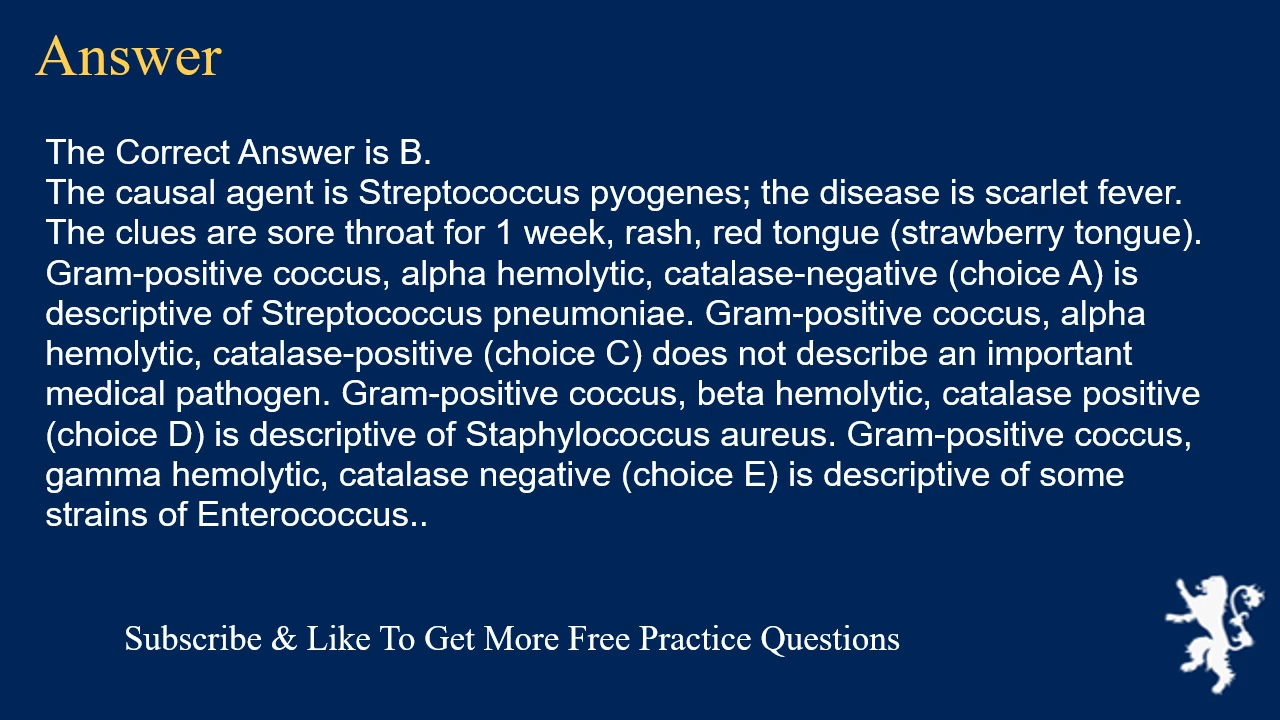 Answer
The Correct Answer is B.
The causal agent is Streptococcus pyogenes; the disease is scarlet fever.
The clues are sore throat for 1 week, rash, red tongue (strawberry tongue).
Gram-positive coccus, alpha hemolytic, catalase-negative (choice A) is
descriptive of Streptococcus pneumoniae. Gram-positive coccus, alpha
hemolytic, catalase-positive (choice C) does not describe an important
medical pathogen. Gram-positive coccus, beta hemolytic, catalase positive
(choice D) is descriptive of Staphylococcus aureus. Gram-positive coccus,
gamma hemolytic, catalase negative (choice E) is descriptive of some
strains of Enterococcus..
Subscribe & Like To Get More Free Practice Questions